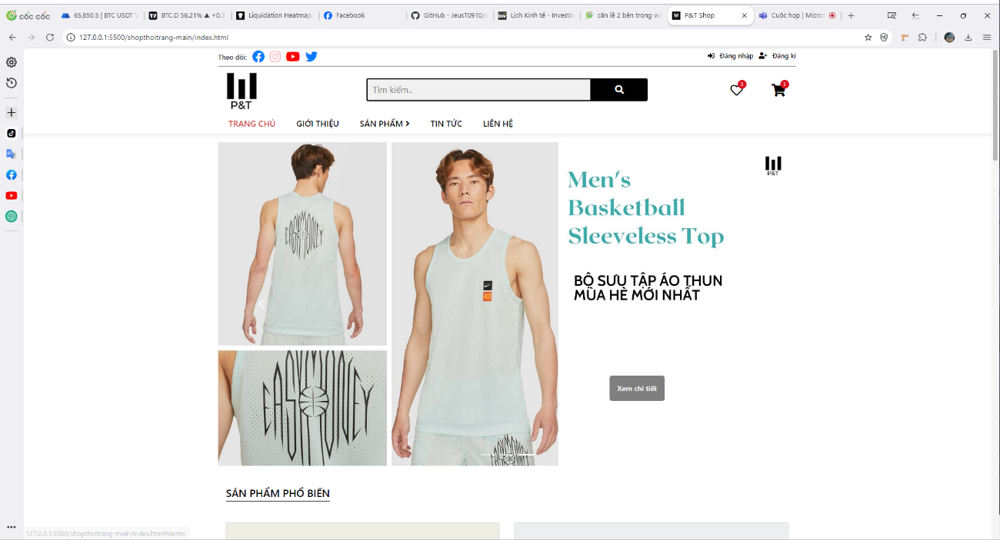 cốc cốc
65,850.5 | BTC USDT V
BTC.D 56.21% ▲ +0.3
Liquidation Heatmap,
Facebook
GitHub - JeusT0910/s
Lịch Kinh tế - Investin
căn lề 2 bên trong wo
P&T Shop
Cuộc họp | Micros
127.0.0.1:5500/shopthoitrang-main/index.html
Theo dõi:
Đăng nhập
Đăng kí
P&T
Tìm kiếm..
3
3
TRANG CHỦ
GIỚI THIỆU
SẢN PHẨM
TIN TỨC
LIÊN HỆ
EASYMONEY
P&T
Men's
Basketball
Sleeveless Top
BỘ SƯU TẬP ÁO THUN
MÙA HÈ MỚI NHẤT
EASYMONEY
Xem chi tiết
SẢN PHẨM PHỔ BIẾN
127.0.0.1:5500/shopthoitrang-main/index.html#demo